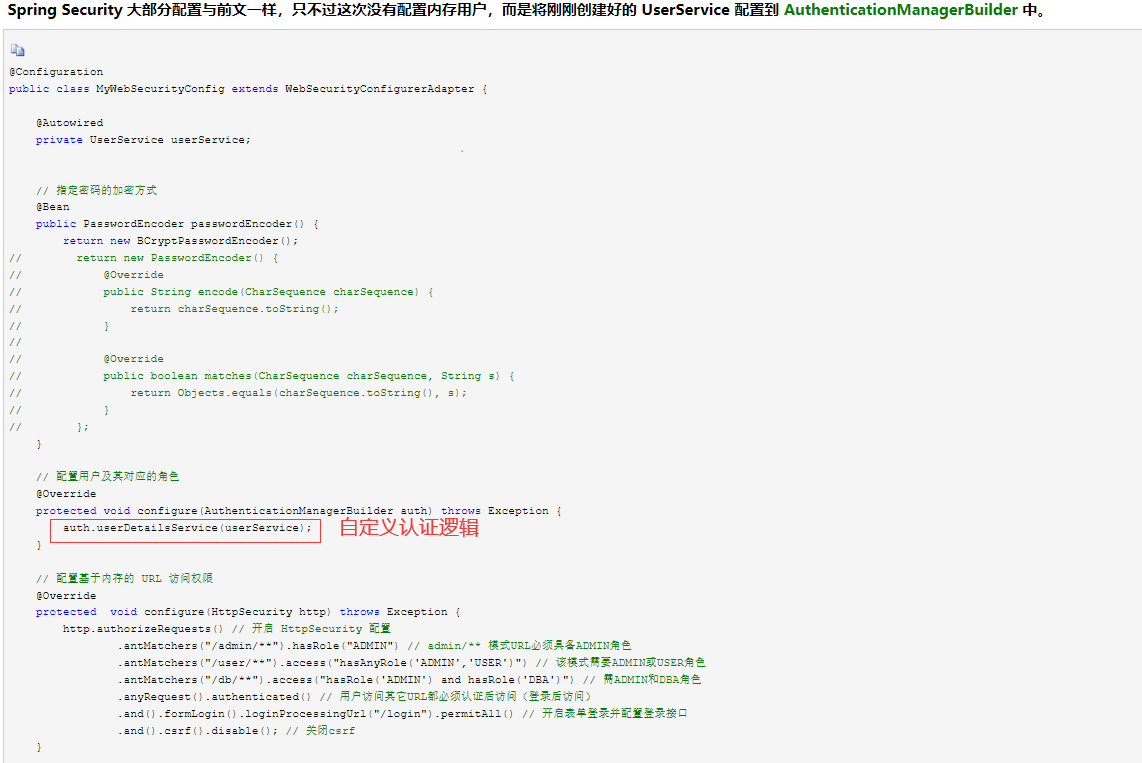 Spring Security 大部分配置与前文一样，只不过这次没有配置内存用户，而是将刚刚创建好的 UserService 配置到 AuthenticationManagerBuilder 中。
@Configuration
public class MyWebSecurityConfig extends WebSecurityConfigurerAdapter {
@Autowired
private UserService userService;
// 指定密码的加密方式
@Bean
public PasswordEncoder passwordEncoder() {
return new BCryptPasswordEncoder();
// return new PasswordEncoder() {
// @Override
// public String encode(CharSequence charSequence) {
// return charSequence.toString();
// }
//
// @Override
// public boolean matches(CharSequence charSequence, String s) {
// return Objects.equals(charSequence.toString(), s);
// }
// };
}
// 配置用户及其对应的角色
@Override
protected void configure(AuthenticationManagerBuilder auth) throws Exception {
auth.userDetailsService(userService); 自定义认证逻辑
}
// 配置基于内存的 URL 访问权限
@Override
protected  void configure(HttpSecurity http) throws Exception {
http.authorizeRequests() // 开启 HttpSecurity 配置
.antMatchers("/admin/**").hasRole("ADMIN") // admin/** 模式URL必须具备ADMIN角色
.antMatchers("/user/**").access("hasAnyRole('ADMIN','USER')") // 该模式需要ADMIN或USER角色
.antMatchers("/db/**").access("hasRole('ADMIN') and hasRole('DBA')") // 需ADMIN和DBA角色
.anyRequest().authenticated() // 用户访问其它URL都必须认证后访问（登录后访问）
.and().formLogin().loginProcessingUrl("/login").permitAll() // 开启表单登录并配置登录接口
.and().csrf().disable(); // 关闭csrf
}